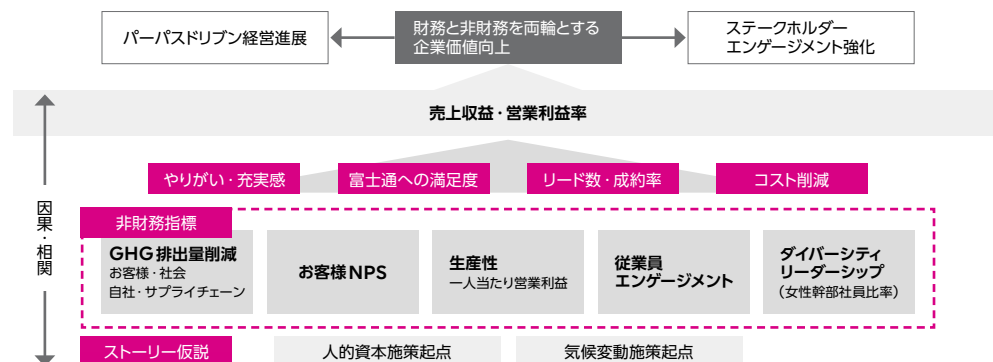 パーパスドリブン経営進展
財務と非財務を両輪とする
企業価値向上
ステークホルダー
エンゲージメント強化
売上収益・営業利益率
やりがい・充実感
富士通への満足度
リード数・成約率
コスト削減
因果・相関
非財務指標
GHG排出量削減
お客様・社会
自社・サプライチェーン
お客様NPS
生産性
一人当たり営業利益
従業員
エンゲージメント
ダイバーシティ
リーダーシップ
（女性幹部社員比率）
ストーリー仮説
人的資本施策起点
気候変動施策起点